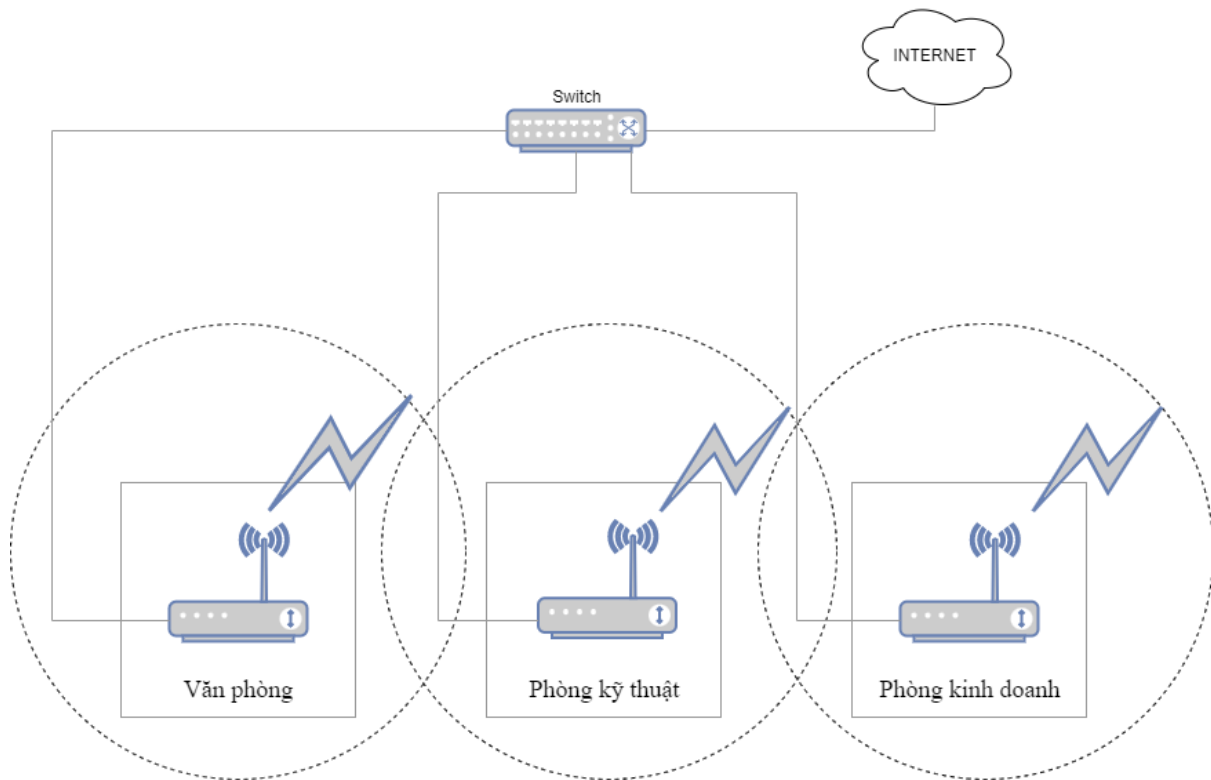 INTERNET
Switch
Văn phòng
Phòng kỹ thuật
Phòng kinh doanh